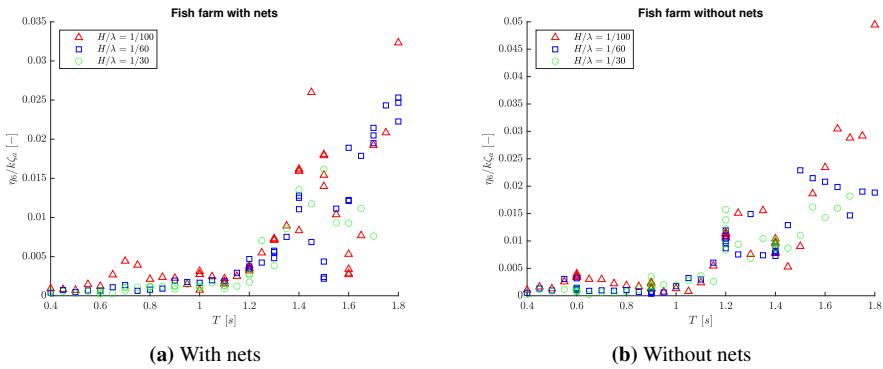 Fish farm with nets
0.035
0.03
0.025
0.02
0.015
0.01
0.005
0
η₆/kζₐ [−]
H/λ = 1/100
H/λ = 1/60
H/λ = 1/30
0.4 0.6 0.8 1 1.2 1.4 1.6 1.8
T [s]
(a) With nets
Fish farm without nets
0.05
0.045
0.04
0.035
0.03
0.025
0.02
0.015
0.01
0.005
0
η₆/kζₐ [−]
H/λ = 1/100
H/λ = 1/60
H/λ = 1/30
0.4 0.6 0.8 1 1.2 1.4 1.6 1.8
T [s]
(b) Without nets